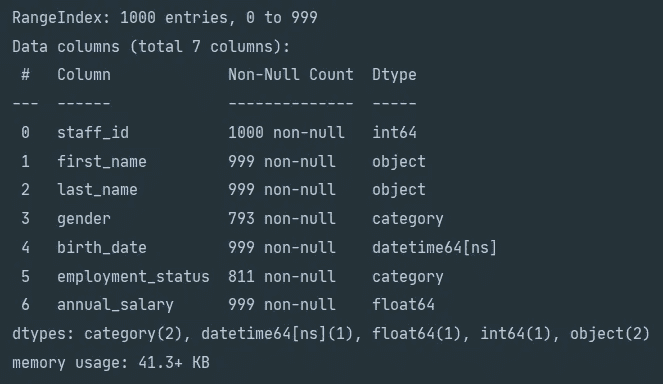 RangeIndex: 1000 entries, 0 to 999
Data columns (total 7 columns):
 #   Column             Non-Null Count  Dtype
---  ------             --------------  -----
 0   staff_id           1000 non-null   int64
 1   first_name         999 non-null    object
 2   last_name          999 non-null    object
 3   gender             793 non-null    category
 4   birth_date         999 non-null    datetime64[ns]
 5   employment_status  811 non-null    category
 6   annual_salary      999 non-null    float64
dtypes: category(2), datetime64[ns](1), float64(1), int64(1), object(2)
memory usage: 41.3+ KB